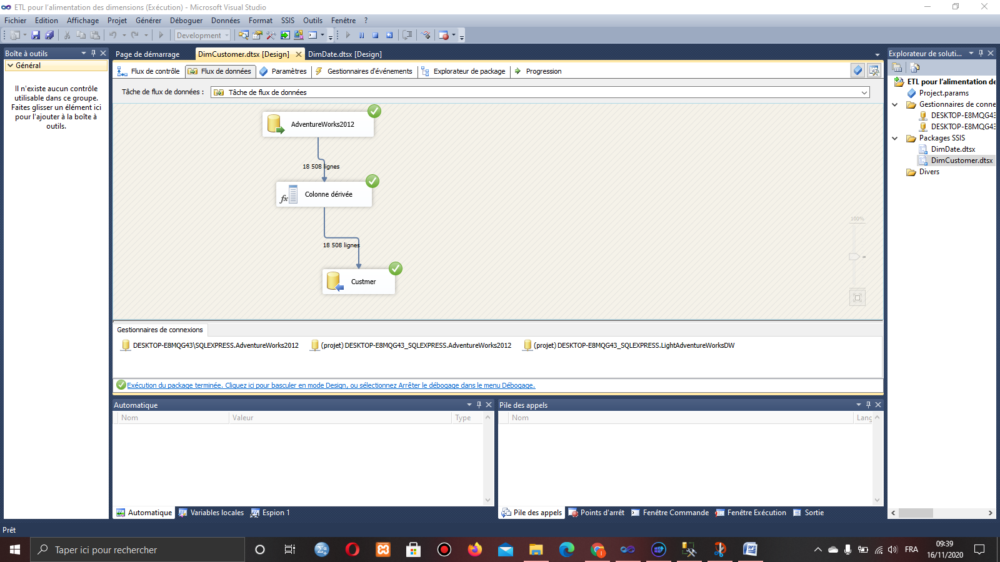 ETL pour l'alimentation des dimensions (Exécution) - Microsoft Visual Studio
Fichier Edition Affichage Projet Générer Déboguer Données Format SSIS Outils Fenêtre ?
Development
Boîte à outils
Général
Il n'existe aucun contrôle
utilisable dans ce groupe.
Faites glisser un élément ici
pour l'ajouter à la boîte à
outils.
Page de démarrage DimCustomer.dtsx [Design] DimDate.dtsx [Design]
Flux de contrôle Flux de données Paramètres Gestionnaires d'événements Explorateur de package Progression
Tâche de flux de données : Tâche de flux de données
AdventureWorks2012
18 508 lignes
fx Colonne dérivée
18 508 lignes
Custmer
100%
Gestionnaires de connexions
DESKTOP-E8MQG43\SQLEXPRESS.AdventureWorks2012 (projet) DESKTOP-E8MQG43_SQLEXPRESS.AdventureWorks2012 (projet) DESKTOP-E8MQG43_SQLEXPRESS.LightAdventureWorksDW
Exécution du package terminée. Cliquez ici pour basculer en mode Design, ou sélectionnez Arrêter le débogage dans le menu Débogage.
Automatique
Nom Valeur Type
Automatique Variables locales Espion 1
Pile des appels
Nom Lang
Pile des appels Points d'arrêt Fenêtre Commande Fenêtre Exécution Sortie
Explorateur de soluti...
ETL pour l'alimentation de
Project.params
Gestionnaires de conne
DESKTOP-E8MQG43
DESKTOP-E8MQG43
Packages SSIS
DimDate.dtsx
DimCustomer.dtsx
Divers
Prêt
Taper ici pour rechercher
FRA
09:39
16/11/2020